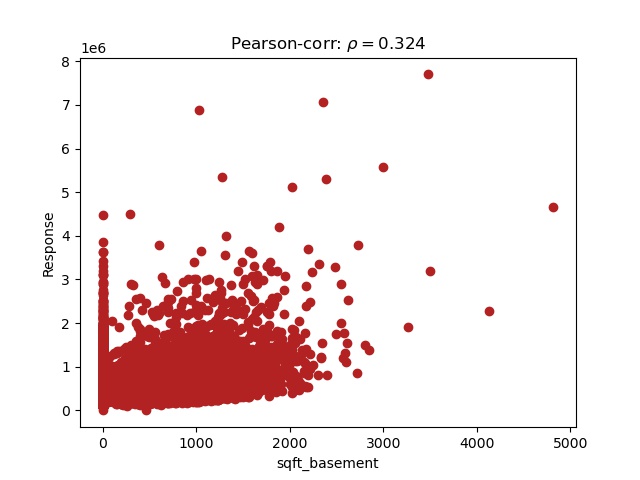 Pearson-corr: ρ = 0.324
1e6
8
7
6
5
4
3
2
1
0
Response
0 1000 2000 3000 4000 5000
sqft_basement